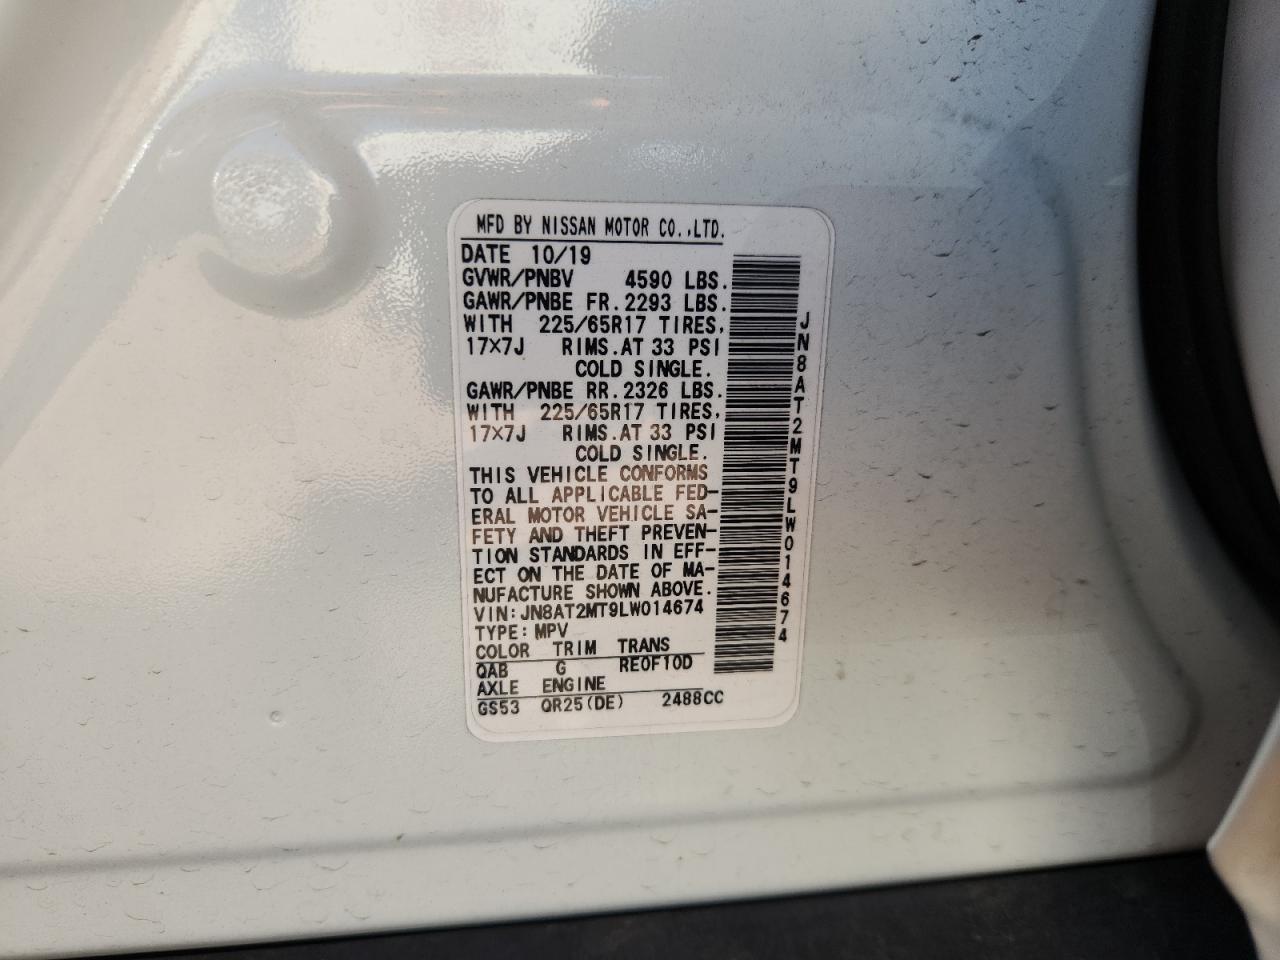 MFD BY NISSAN MOTOR CO.,LTD.
DATE 10/19
GVWR/PNBV 4590 LBS.
GAWR/PNBE FR. 2293 LBS.
WITH 225/65R17 TIRES,
17×7J RIMS. AT 33 PSI
COLD SINGLE.
GAWR/PNBE RR. 2326 LBS.
WITH 225/65R17 TIRES,
17×7J RIMS. AT 33 PSI
COLD SINGLE.
THIS VEHICLE CONFORMS
TO ALL APPLICABLE FED-
ERAL MOTOR VEHICLE SA-
FETY AND THEFT PREVEN-
TION STANDARDS IN EFF-
ECT ON THE DATE OF MA-
NUFACTURE SHOWN ABOVE.
VIN: JN8AT2MT9LW014674
TYPE: MPV
COLOR TRIM TRANS
QAB G RE0F10D
AXLE ENGINE
GS53 QR25(DE) 2488CC
JN8AT2MT9LW014674